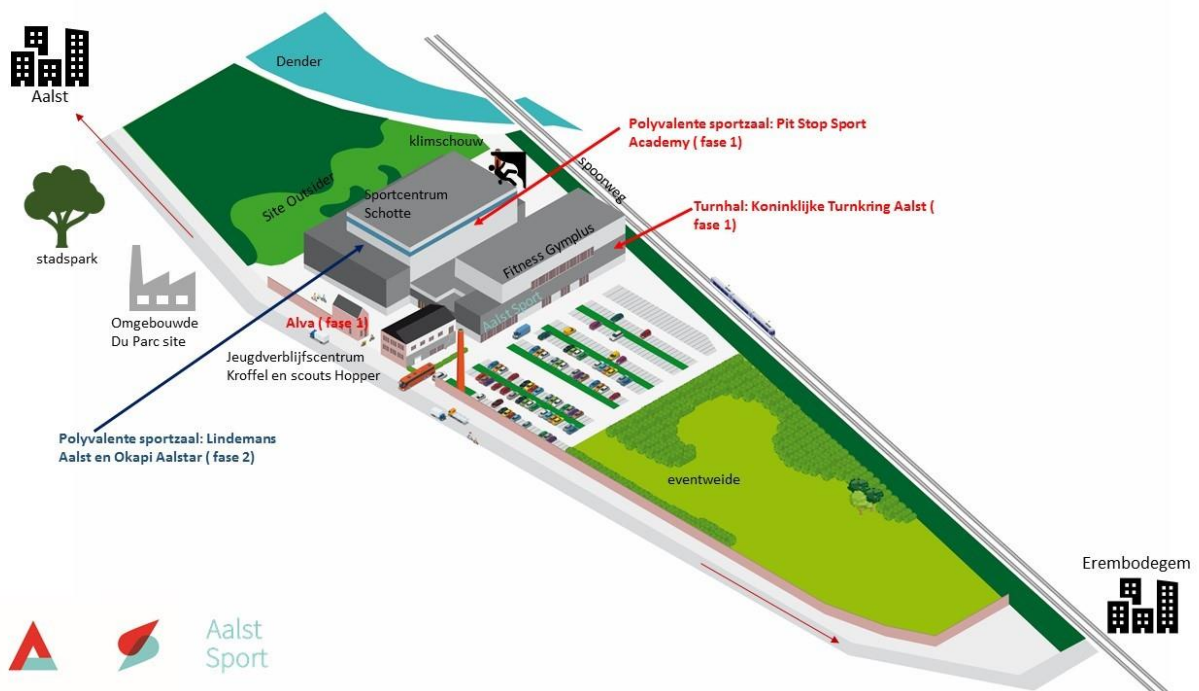 Aalst
Dender
klimschouw
Polyvalente sportzaal: Pit Stop Sport
Academy ( fase 1)
spoorweg
Site Outsider
Sportcentrum
Schotte
Turnhal: Koninklijke Turnkring Aalst (
fase 1)
Fitness Gymplus
stadspark
Aalst Sport
Omgebouwde
Du Parc site
Alva ( fase 1)
Jeugdverblijfscentrum
Kroffel en scouts Hopper
Polyvalente sportzaal: Lindemans
Aalst en Okapi Aalstar ( fase 2)
eventweide
Erembodegem
Aalst
Sport